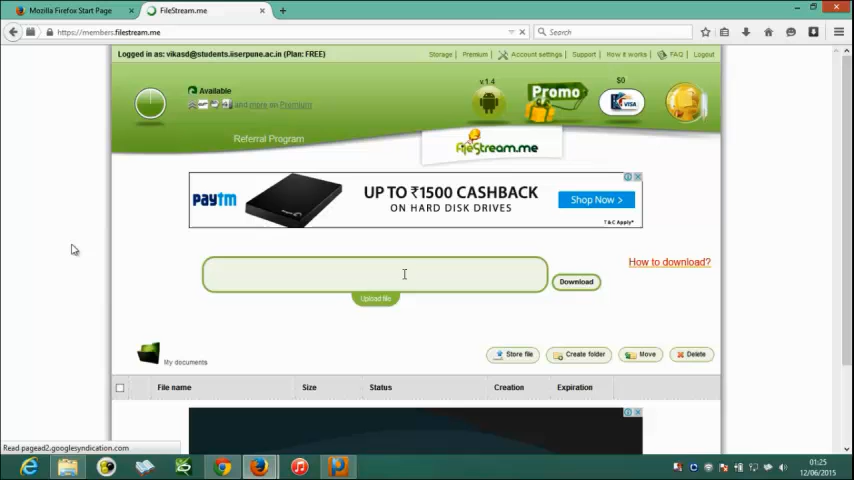 Mozilla Firefox Start Page
FileStream.me
https://members.filestream.me
Search
Logged in as: vikasd@students.iiserpune.ac.in (Plan: FREE)
Storage
Premium
Account settings
Support
How it works
FAQ
Logout
Available
and more on Premium
v.1.4
Promo
$0
VISA
Referral Program
FileStream.me
paytm
UP TO ₹1500 CASHBACK
ON HARD DISK DRIVES
Shop Now >
*T&C Apply*
How to download?
Download
Upload file
My documents
Store file
Create folder
Move
Delete
File name
Size
Status
Creation
Expiration
Read pagead2.googlesyndication.com
01:25
12/06/2015